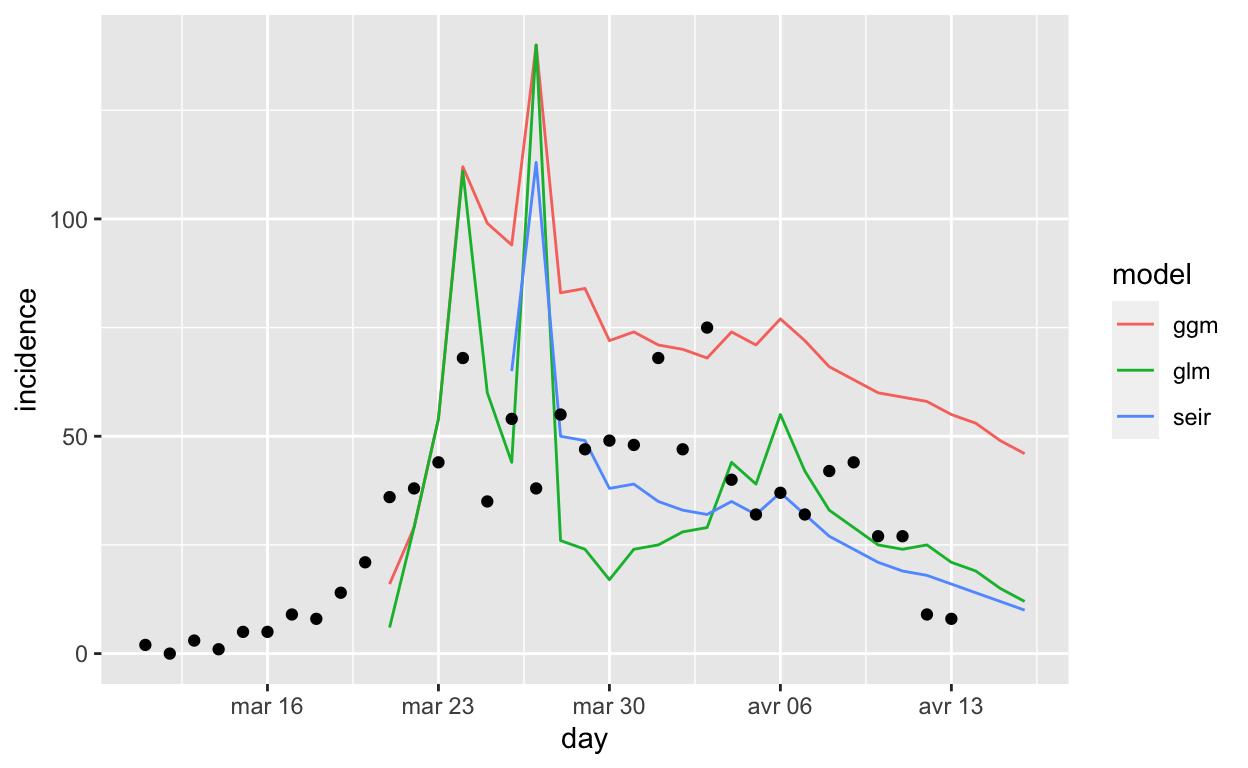 100
50
0
incidence
mar 16
mar 23
mar 30
avr 06
avr 13
day
model
ggm
glm
seir